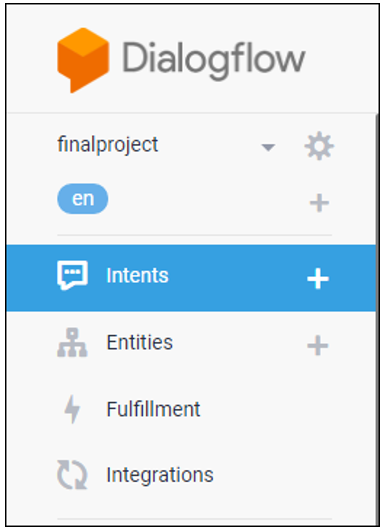 Dialogflow
finalproject
en
Intents
Entities
Fulfillment
Integrations